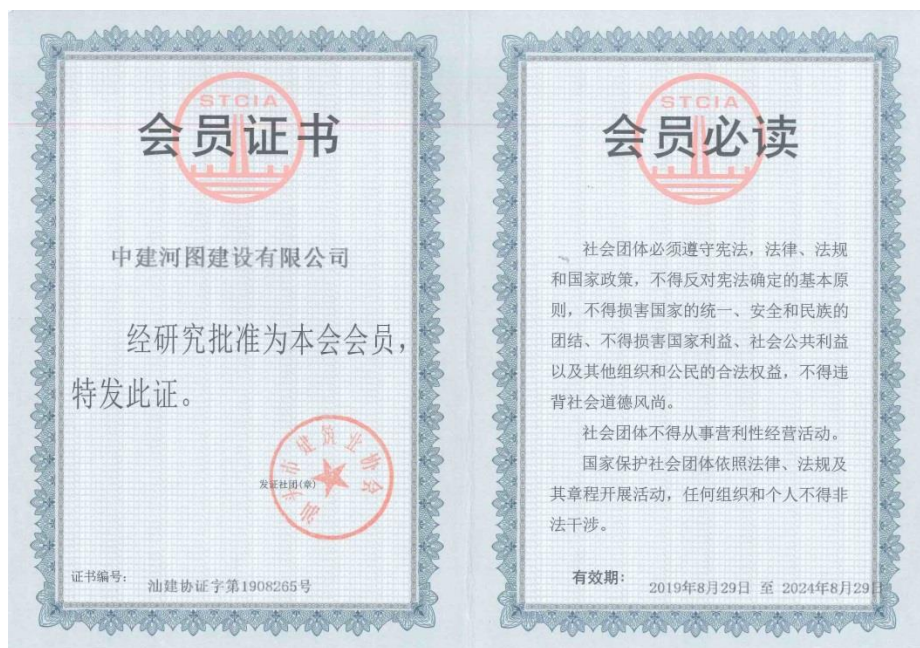 STCIA
会员证书
中建河图建设有限公司
经研究批准为本会会员，
特发此证。
汕头市建筑业协会
发证社团(章)
证书编号：
汕建协证字第1908265号
STCIA
会员必读
社会团体必须遵守宪法，法律、法规
和国家政策，不得反对宪法确定的基本原
则，不得损害国家的统一、安全和民族的
团结、不得损害国家利益、社会公共利益
以及其他组织和公民的合法权益，不得违
背社会道德风尚。
社会团体不得从事营利性经营活动。
国家保护社会团体依照法律、法规及
其章程开展活动，任何组织和个人不得非
法干涉。
有效期：
2019年8月29日 至 2024年8月29日